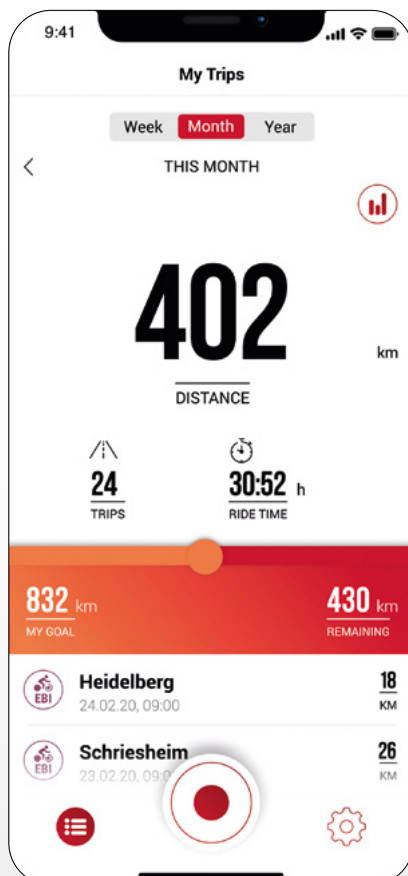 9:41
My Trips
Week Month Year
THIS MONTH
402 km
DISTANCE
24 30:52 h
TRIPS RIDE TIME
832 km 430 km
MY GOAL REMAINING
EBI Heidelberg 18
24.02.20, 09:00 KM
EBI Schriesheim 26
23.02.20, 09:0 KM